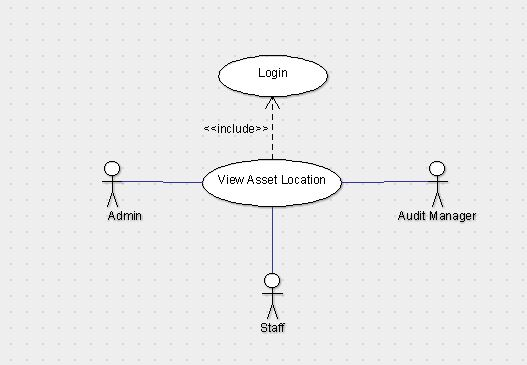 Login
<<include>>
View Asset Location
Admin
Audit Manager
Staff